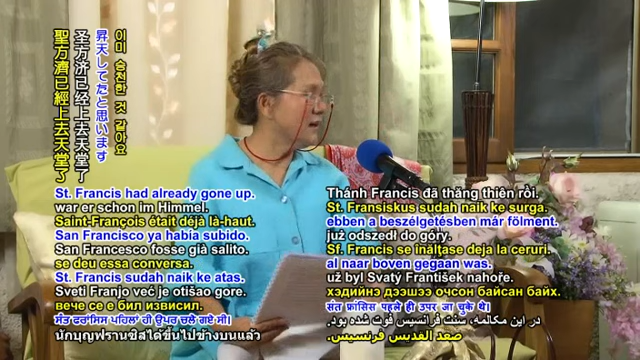 이미 승천한 것 같아요
昇天してたと思います
圣方济已经上去天堂了
聖方濟已經上去天堂了
St. Francis had already gone up.
war er schon im Himmel.
Saint-François était déjà là-haut.
San Francisco ya habia subido.
San Francesco fosse già salito.
se deu essa conversa.
St. Francis sudah naik ke atas.
Sveti Franjo već je otišao gore.
вече се е бил извисил.
ਸੰਤ ਫਰਾਂਸਿਸ ਪਹਿਲਾਂ ਹੀ ਉਪਰ ਚਲੇ ਗਏ ਸੀ।
นักบุญฟรานซิสได้ขึ้นไปข้างบนแล้ว
Thánh Francis đã thăng thiên rồi.
St. Fransiskus sudah naik ke surga.
ebben a beszélgetésben már fölment.
już odszedł do góry.
Sf. Francis se înălţase deja la ceruri.
al naar boven gegaan was.
už byl Svatý František nahoře.
хэдийнэ дээшээ очсон байсан байх.
संत फ्रांसिस पहले ही ऊपर जा चुके थे।
در این مکالمه، سنت فرانسیس فوت شده بود.
صعد القديس فرنسيس.